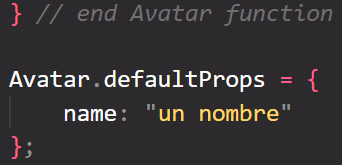 } // end Avatar function
Avatar.defaultProps = {
    name: "un nombre"
};